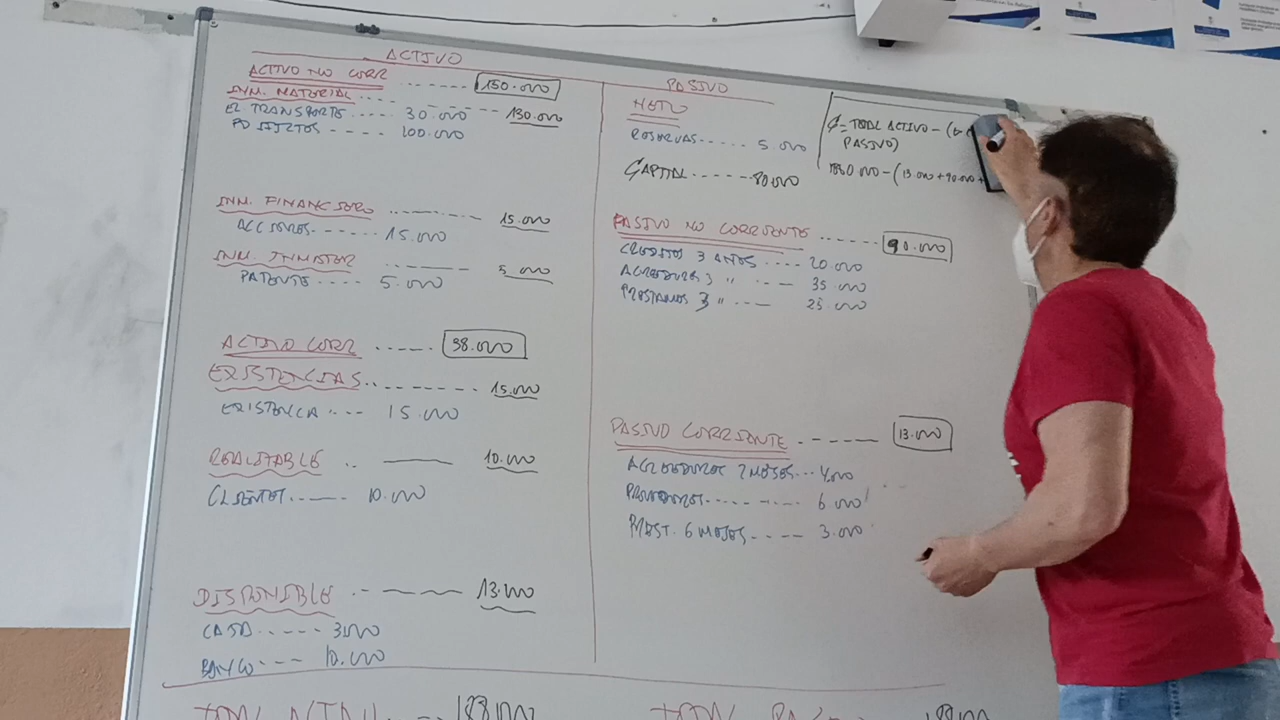 ACTIVO
ACTIVO NO CORR ------ 150.000
INM. MATERIAL .... ------ 130.000
EL. TRANSPORTE ..... 30.000
---- 100.000
INM. FINANCIERO ..------- 15.000
ACCIONES.------ 15.000
INM. ------- 5.000
PATENTE ---- 5.000
ACTIVO CORR ------ 38.000
EXISTENCIAS..-------- 15.000
EXISTENCIA ... 15.000
REALIZABLE .. —— 10.000
CLIENTES.------ 10.000
DISPONIBLE .. — — — 13.000
CAJA ..---- 3.000
BANCO --- 10.000
TOTAL ACTIVO --- 188.000
PASIVO
NETO
RESERVAS..... 5.000
CAPITAL.------80.000
PASIVO NO CORRIENTE ..---- 90.000
CREDITOS 3 AÑOS .... 20.000
ACREEDORES 3 " --- 35.000
PRESTAMOS 3 " --- 25.000
PASIVO CORRIENTE ------ 13.000
ACREEDORES 2 MESES... 4.000
PROVEEDORES------- 6.000
PREST. 6 MESES ----- 3.000
= TOTAL ACTIVO -
PASIVO)
- (13.000 + 90.000 +